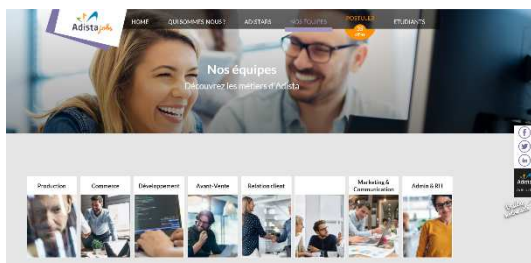 Adista jobs
HOME
QUI SOMMES NOUS ?
ADISTARS
NOS ÉQUIPES
POSTULEZ
ETUDIANTS
Nos équipes
Découvrez les métiers d'Adista
Production
Commerce
Développement
Avant-Vente
Relation client
Marketing &
Communication
Admin & RH